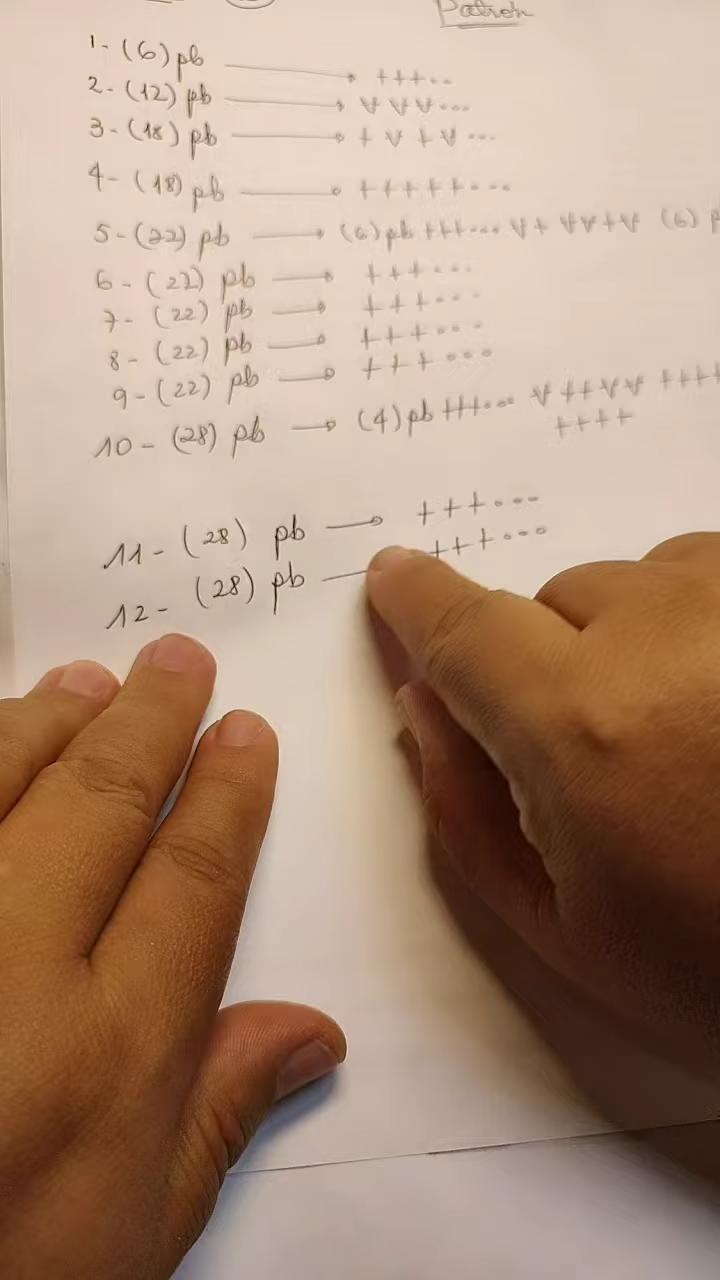 Patron
1- (6) pb → +++...
2- (12) pb → V V V...
3- (18) pb → + V + V ...
4- (18) pb → + + + + + ...
5- (22) pb → (6) pb +++... V + VV+V (6) p
6- (22) pb → +++...
7- (22) pb → +++...
8- (22) pb → +++...
9- (22) pb → +++...
10- (28) pb → (4) pb +++... V ++VV ++++
++++
11- (28) pb → +++...
12- (28) pb — +++...